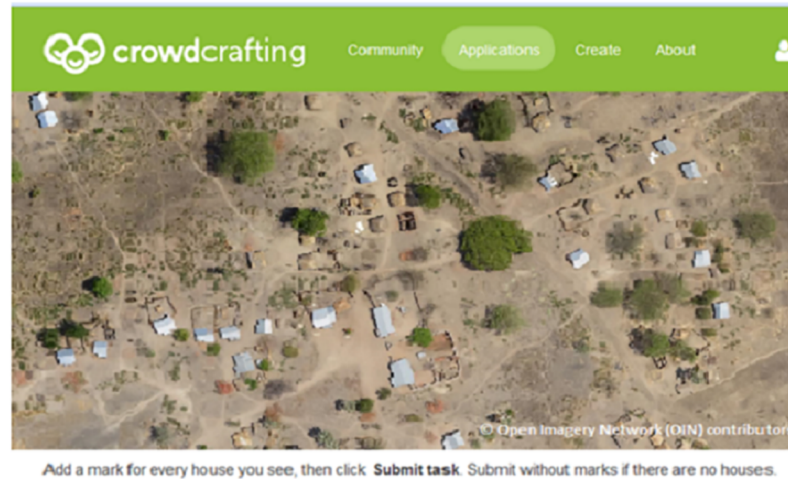 crowdcrafting Community Applications Create About
© Open Imagery Network (OIN) contributor
Add a mark for every house you see, then click Submit task. Submit without marks if there are no houses.